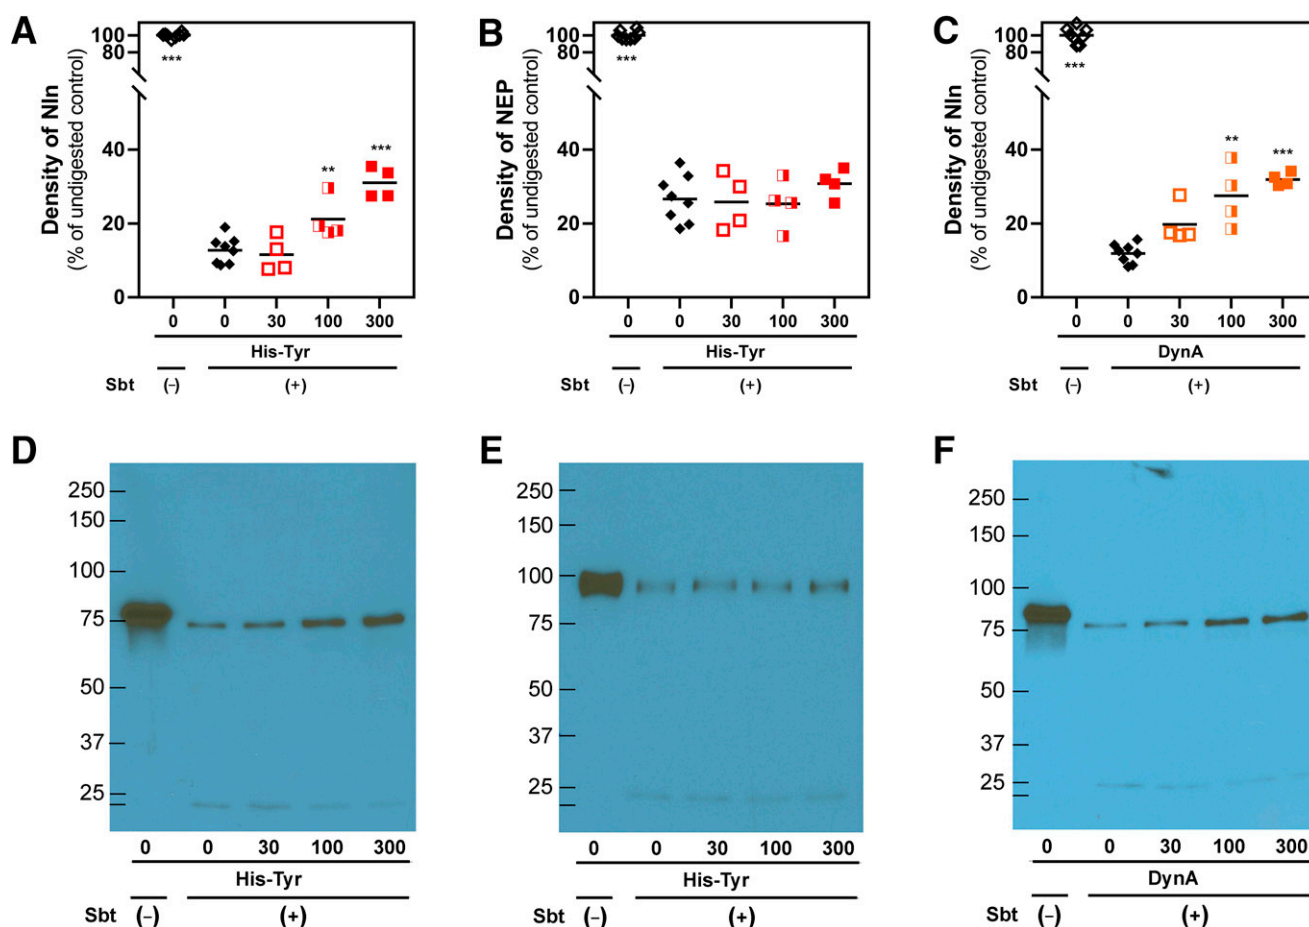 A
Density of Nln
(% of undigested control)
100
80
40
20
0
***
**
***
0 0 30 100 300
His-Tyr
Sbt (–) (+)
B
Density of NEP
(% of undigested control)
100
80
40
20
0
***
0 0 30 100 300
His-Tyr
(–) (+)
C
Density of Nln
(% of undigested control)
100
80
40
20
0
***
**
***
0 0 30 100 300
DynA
Sbt (–) (+)
D
250
150
100
75
50
37
25
0 0 30 100 300
His-Tyr
Sbt (–) (+)
E
250
150
100
75
50
37
25
0 0 30 100 300
His-Tyr
Sbt (–) (+)
F
250
150
100
75
50
37
25
0 0 30 100 300
DynA
Sbt (–) (+)